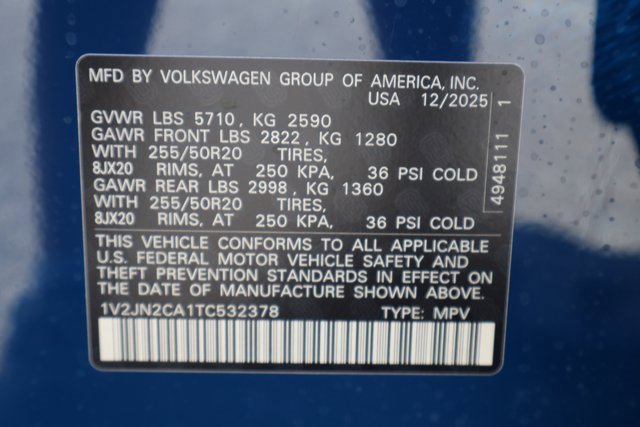 MFD BY VOLKSWAGEN GROUP OF AMERICA, INC.
USA 12/2025
GVWR LBS 5710, KG 2590
GAWR FRONT LBS 2822, KG 1280
WITH 255/50R20 TIRES,
8JX20 RIMS, AT 250 KPA, 36 PSI COLD
GAWR REAR LBS 2998, KG 1360
WITH 255/50R20 TIRES,
8JX20 RIMS, AT 250 KPA, 36 PSI COLD
THIS VEHICLE CONFORMS TO ALL APPLICABLE
U.S. FEDERAL MOTOR VEHICLE SAFETY AND
THEFT PREVENTION STANDARDS IN EFFECT ON
THE DATE OF MANUFACTURE SHOWN ABOVE.
1V2JN2CA1TC532378 TYPE: MPV
4948111 1